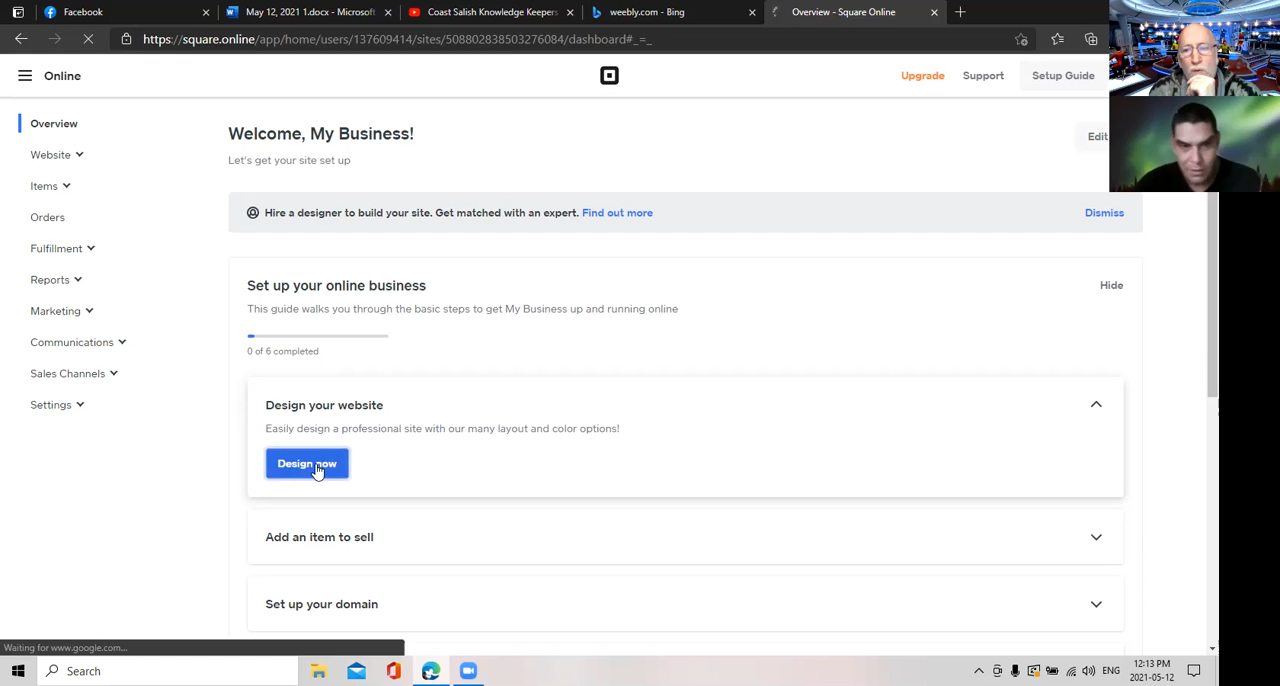 Facebook
May 12, 2021 1.docx - Microsoft
Coast Salish Knowledge Keepers
weebly.com - Bing
Overview - Square Online
https://square.online/app/home/users/137609414/sites/508802838503276084/dashboard#_=_
Online
Upgrade
Support
Setup Guide
Overview
Website
Items
Orders
Fulfillment
Reports
Marketing
Communications
Sales Channels
Settings
Welcome, My Business!
Edit
Let's get your site set up
Hire a designer to build your site. Get matched with an expert. Find out more
Dismiss
Set up your online business
Hide
This guide walks you through the basic steps to get My Business up and running online
0 of 6 completed
Design your website
Easily design a professional site with our many layout and color options!
Design now
Add an item to sell
Set up your domain
Waiting for www.google.com...
Search
ENG
12:13 PM
2021-05-12